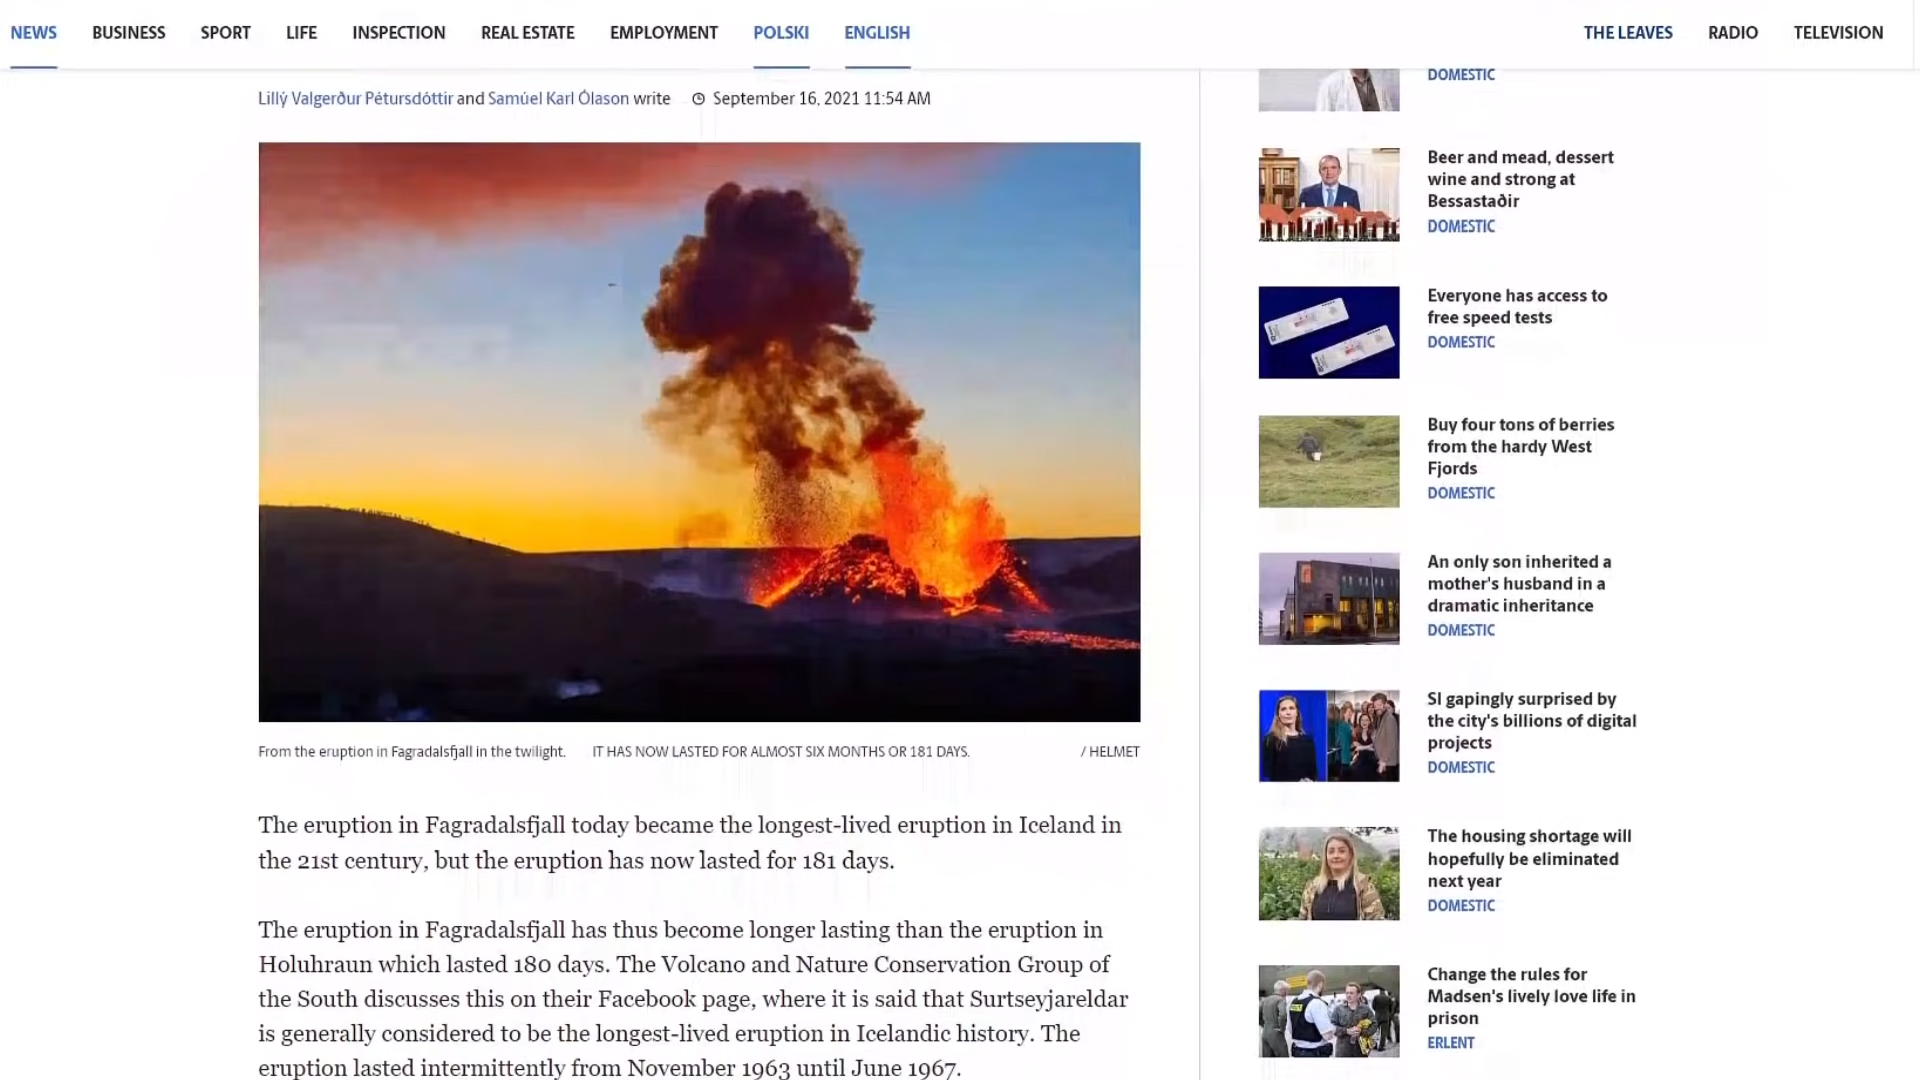 NEWS BUSINESS SPORT LIFE INSPECTION REAL ESTATE EMPLOYMENT POLSKI ENGLISH THE LEAVES RADIO TELEVISION
Lillý Valgerður Pétursdóttir and Samúel Karl Ólason write September 16, 2021 11:54 AM
From the eruption in Fagradalsfjall in the twilight. IT HAS NOW LASTED FOR ALMOST SIX MONTHS OR 181 DAYS. / HELMET
The eruption in Fagradalsfjall today became the longest-lived eruption in Iceland in
the 21st century, but the eruption has now lasted for 181 days.
The eruption in Fagradalsfjall has thus become longer lasting than the eruption in
Holuhraun which lasted 180 days. The Volcano and Nature Conservation Group of
the South discusses this on their Facebook page, where it is said that Surtseyjareldar
is generally considered to be the longest-lived eruption in Icelandic history. The
eruption lasted intermittently from November 1963 until June 1967.
DOMESTIC
Beer and mead, dessert
wine and strong at
Bessastaðir
DOMESTIC
Everyone has access to
free speed tests
DOMESTIC
Buy four tons of berries
from the hardy West
Fjords
DOMESTIC
An only son inherited a
mother's husband in a
dramatic inheritance
DOMESTIC
SI gapingly surprised by
the city's billions of digital
projects
DOMESTIC
The housing shortage will
hopefully be eliminated
next year
DOMESTIC
Change the rules for
Madsen's lively love life in
prison
ERLENT